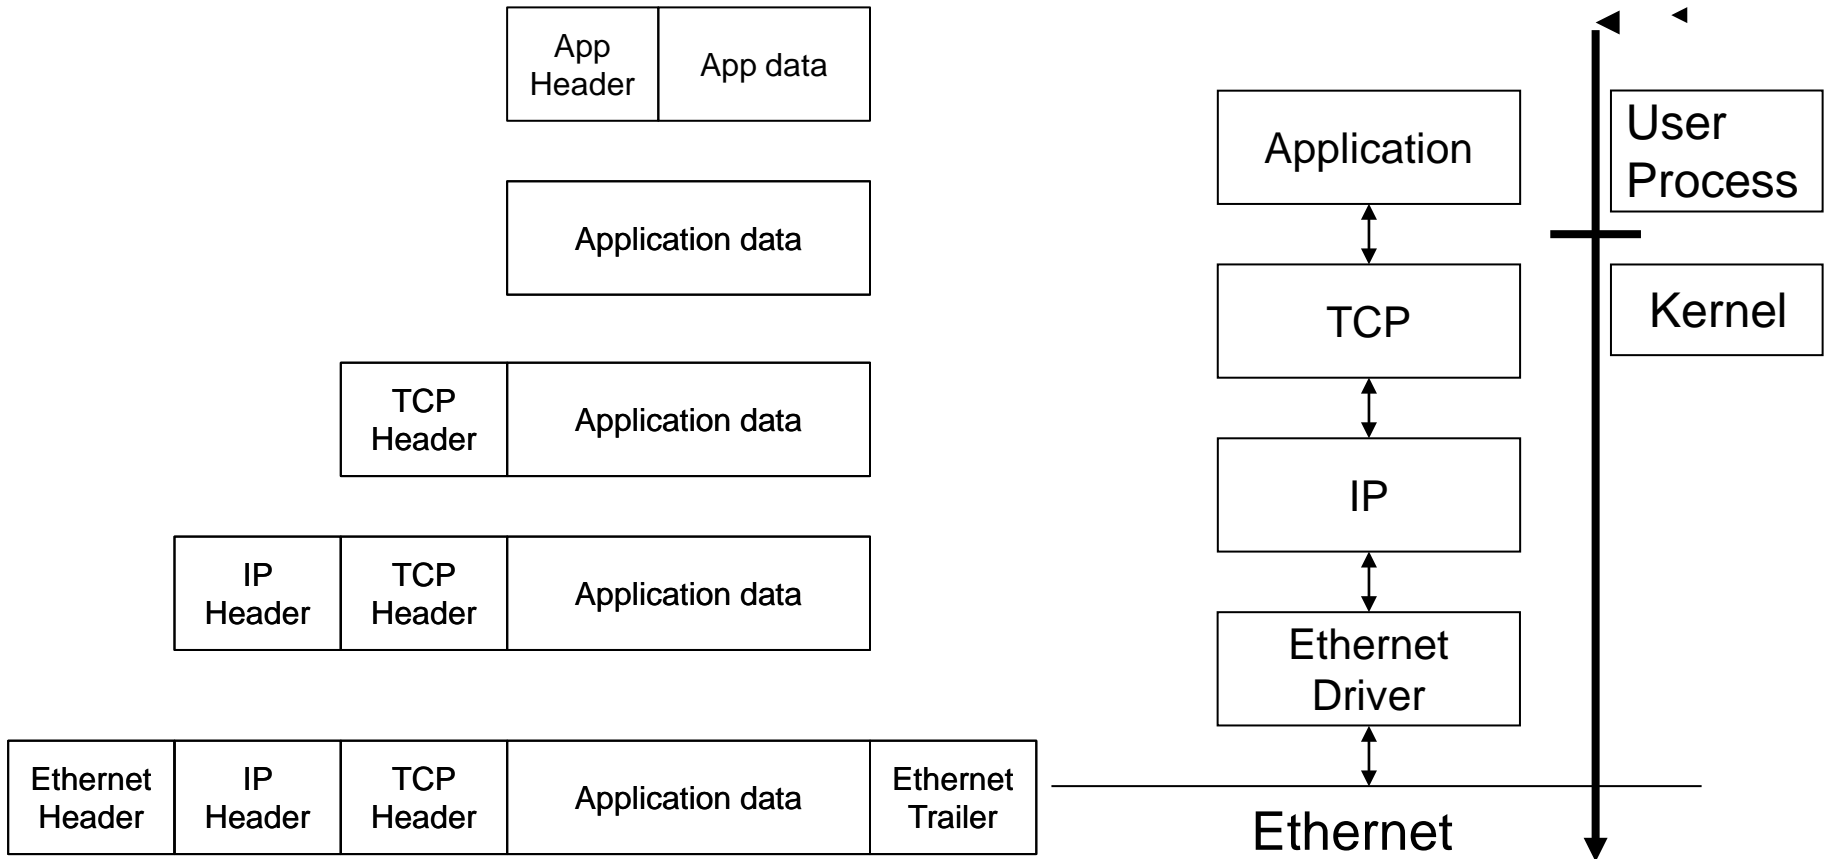 App
Header
App data
Application data
TCP
Header
Application data
IP
Header
TCP
Header
Application data
Ethernet
Header
IP
Header
TCP
Header
Application data
Ethernet
Trailer
Application
TCP
IP
Ethernet
Driver
Ethernet
User
Process
Kernel